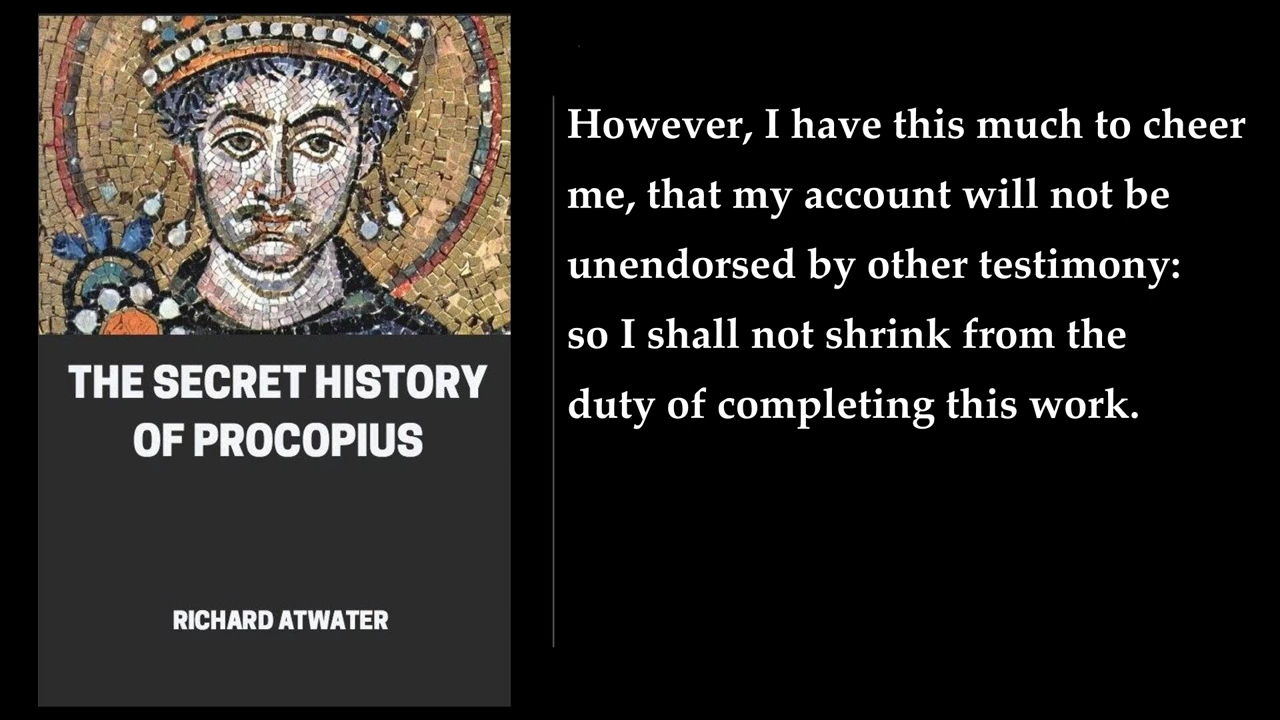 THE SECRET HISTORY
OF PROCOPIUS
RICHARD ATWATER
However, I have this much to cheer
me, that my account will not be
unendorsed by other testimony:
so I shall not shrink from the
duty of completing this work.